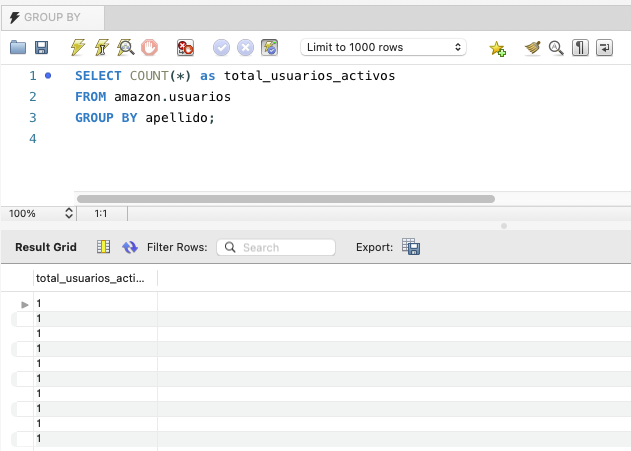 GROUP BY
Limit to 1000 rows
1 SELECT COUNT(*) as total_usuarios_activos
2 FROM amazon.usuarios
3 GROUP BY apellido;
4
100% 1:1
Result Grid Filter Rows: Search Export:
total_usuarios_acti...
1
1
1
1
1
1
1
1
1
1